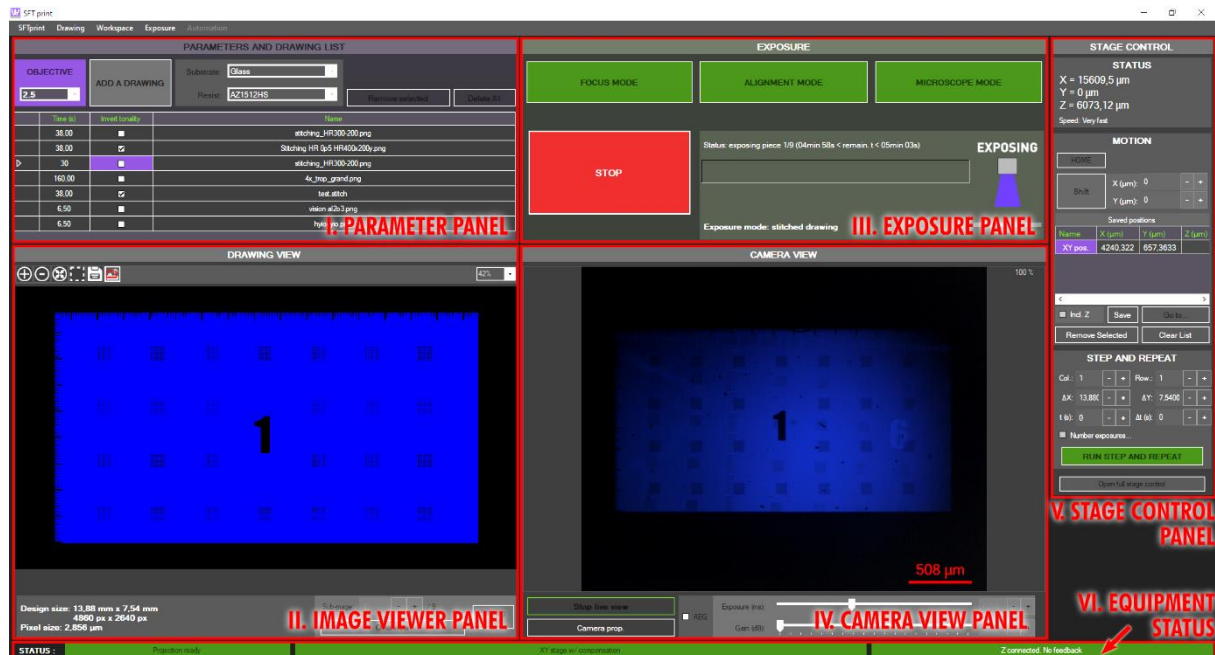 SFT print
SFTprint Drawing Workspace Exposure Automation
PARAMETERS AND DRAWING LIST
OBJECTIVE
2.5
ADD A DRAWING
Substrate: Glass
Resist: AZ1512HS
Remove selected Delete All
Time (s) Invert tonality Name
38,00 stitching_HR300-200.png
38,00 Stitching HR 0p5 HR400x200y.png
30 stitching_HR300-200.png
160,00 4x_trop_grand.png
38,00 test.stitch
6,50 vision al2o3.png
6,50
I. PARAMETER PANEL
EXPOSURE
FOCUS MODE ALIGNMENT MODE MICROSCOPE MODE
STOP
Status: exposing piece 1/9 (04min 58s < remain. t < 05min 03s)
EXPOSING
Exposure mode: stitched drawing
III. EXPOSURE PANEL
DRAWING VIEW
42%
1
Design size: 13,88 mm x 7,54 mm
4860 px x 2640 px
Pixel size: 2,856 µm
Sub-image
/ 9
II. IMAGE VIEWER PANEL
CAMERA VIEW
100 %
1 6
508 µm
Stop live view
Camera prop.
AEG
Exposure (ms):
Gain (dB):
IV. CAMERA VIEW PANEL
STAGE CONTROL
STATUS
X = 15609,5 µm
Y = 0 µm
Z = 6073,12 µm
Speed: Very fast
MOTION
HOME
Shift
X (µm): 0 - +
Y (µm): 0 - +
Saved positions
Name X (µm) Y (µm) Z (µm)
XY pos. 4240,322 657,3633
< >
Incl. Z Save Go to...
Remove Selected Clear List
STEP AND REPEAT
Col.: 1 - + Row.: 1 - +
ΔX: 13,880 - + ΔY: 7,5400 - +
t (s): 0 - + Δt (s): 0 - +
Number exposures...
RUN STEP AND REPEAT
Open full stage control
V. STAGE CONTROL
PANEL
VI. EQUIPMENT
STATUS
STATUS : Projection ready XY stage w/ compensation Z connected. No feedback